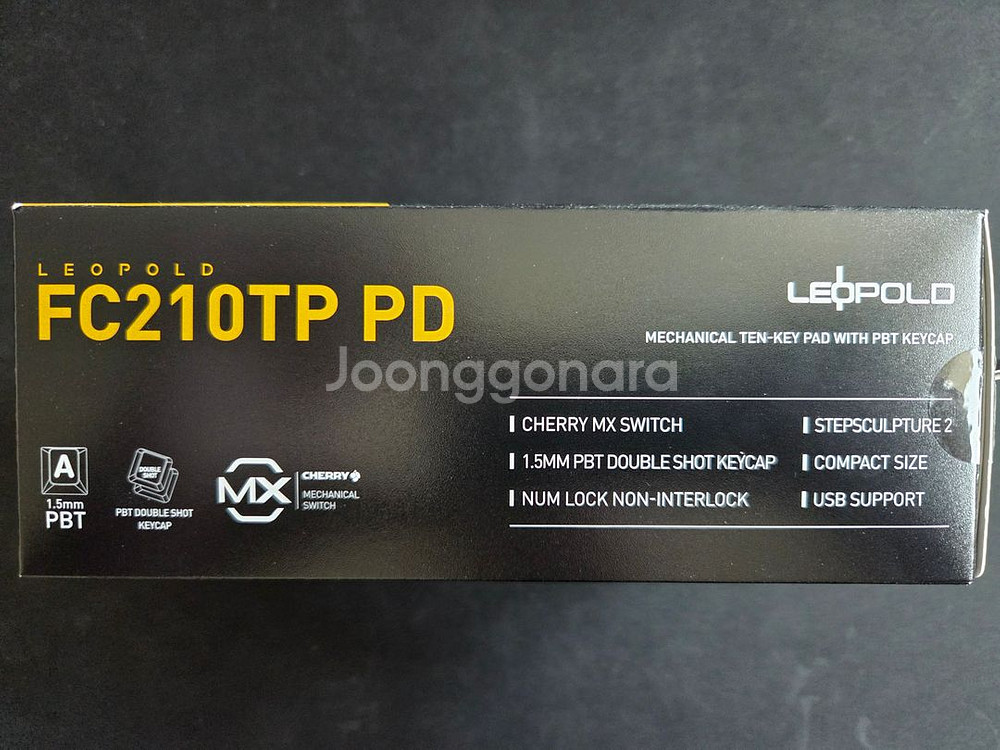 LEOPOLD
FC210TP PD
LEOPOLD
MECHANICAL TEN-KEY PAD WITH PBT KEYCAP
Joonggonara
CHERRY MX SWITCH
1.5MM PBT DOUBLE SHOT KEYCAP
NUM LOCK NON-INTERLOCK
STEPSCULPTURE 2
COMPACT SIZE
USB SUPPORT
A
1.5mm
PBT
DOUBLE
SHOT
PBT DOUBLE SHOT
KEYCAP
MX
CHERRY
MECHANICAL
SWITCH